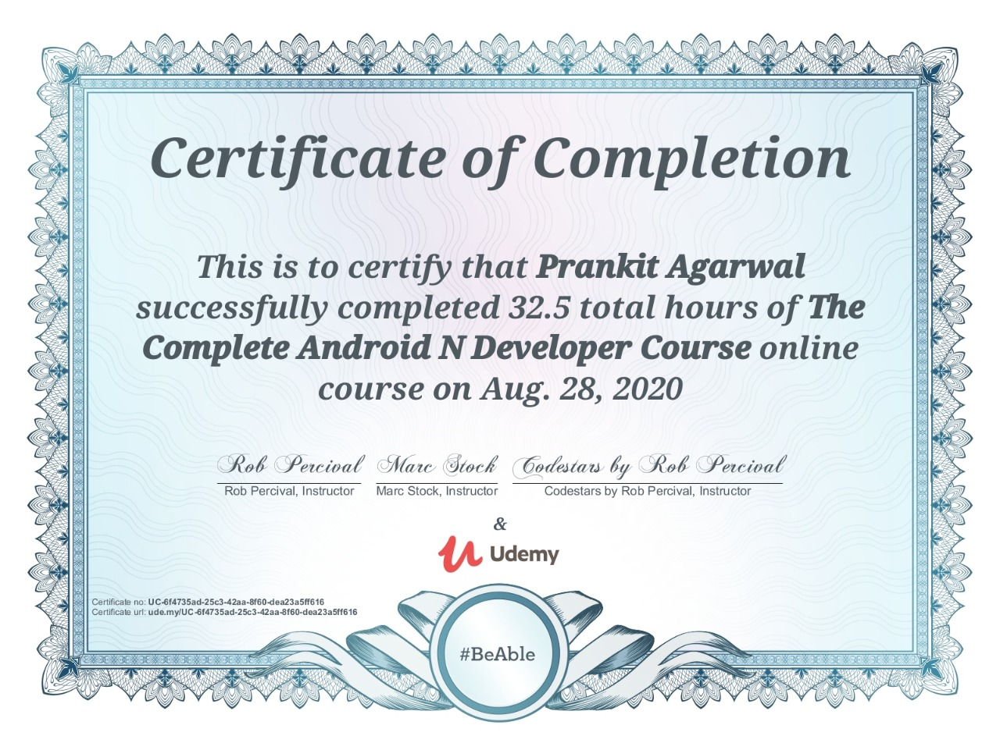 Certificate of Completion
This is to certify that Prankit Agarwal
successfully completed 32.5 total hours of The
Complete Android N Developer Course online
course on Aug. 28, 2020
Rob Percival Marc Stock Codestars by Rob Percival
Rob Percival, Instructor Marc Stock, Instructor Codestars by Rob Percival, Instructor
&
Udemy
Certificate no: UC-6f4735ad-25c3-42aa-8f60-dea23a5ff616
Certificate url: ude.my/UC-6f4735ad-25c3-42aa-8f60-dea23a5ff616
#BeAble